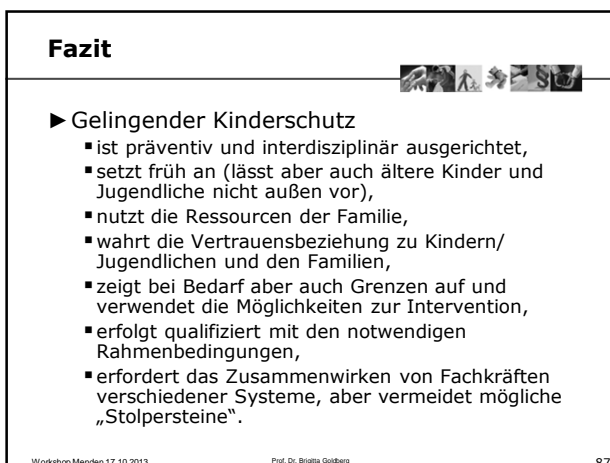 Fazit
►Gelingender Kinderschutz
▪ist präventiv und interdisziplinär ausgerichtet,
▪setzt früh an (lässt aber auch ältere Kinder und
Jugendliche nicht außen vor),
▪nutzt die Ressourcen der Familie,
▪wahrt die Vertrauensbeziehung zu Kindern/
Jugendlichen und den Familien,
▪zeigt bei Bedarf aber auch Grenzen auf und
verwendet die Möglichkeiten zur Intervention,
▪erfolgt qualifiziert mit den notwendigen
Rahmenbedingungen,
▪erfordert das Zusammenwirken von Fachkräften
verschiedener Systeme, aber vermeidet mögliche
„Stolpersteine“.
Workshop Menden 17.10.2013 Prof. Dr. Brigitta Goldberg 87